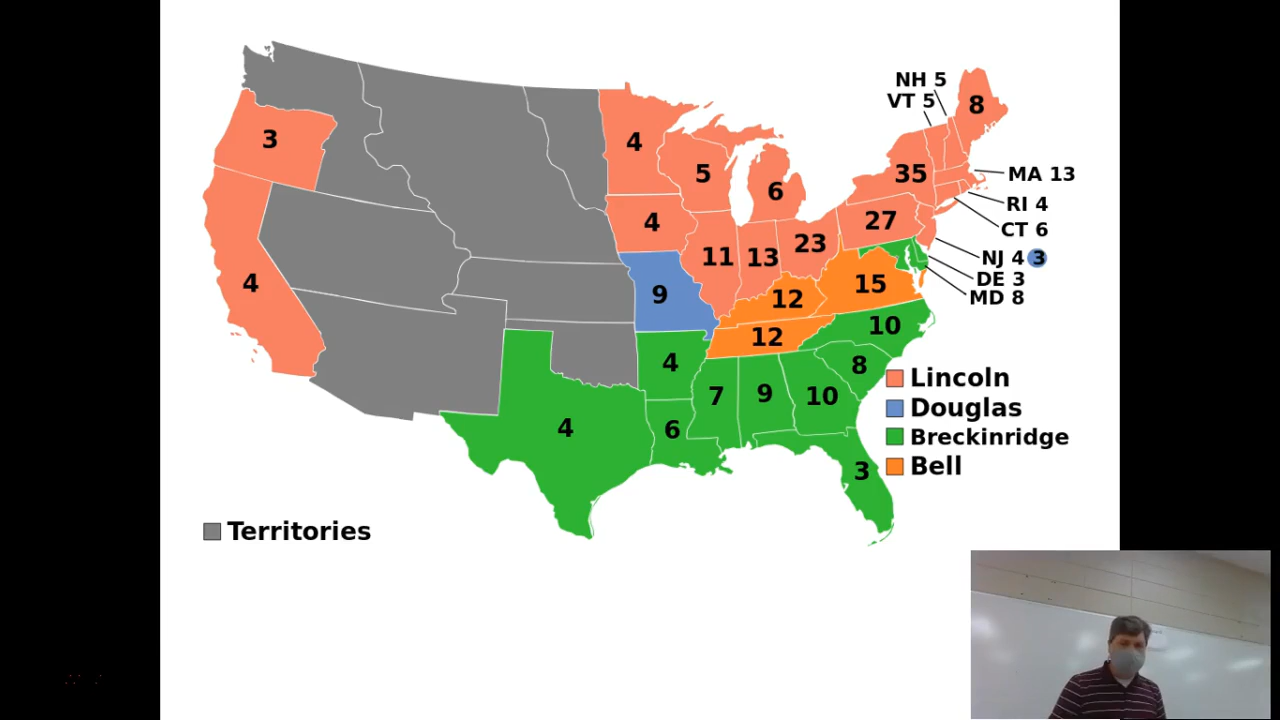 NH 5
VT 5
8
3
4
5
6
35
MA 13
RI 4
CT 6
27
4
23
11
13
NJ 4 3
DE 3
MD 8
4
9
12
15
12
10
4
8
7
9
10
6
4
3
Lincoln
Douglas
Breckinridge
Bell
Territories